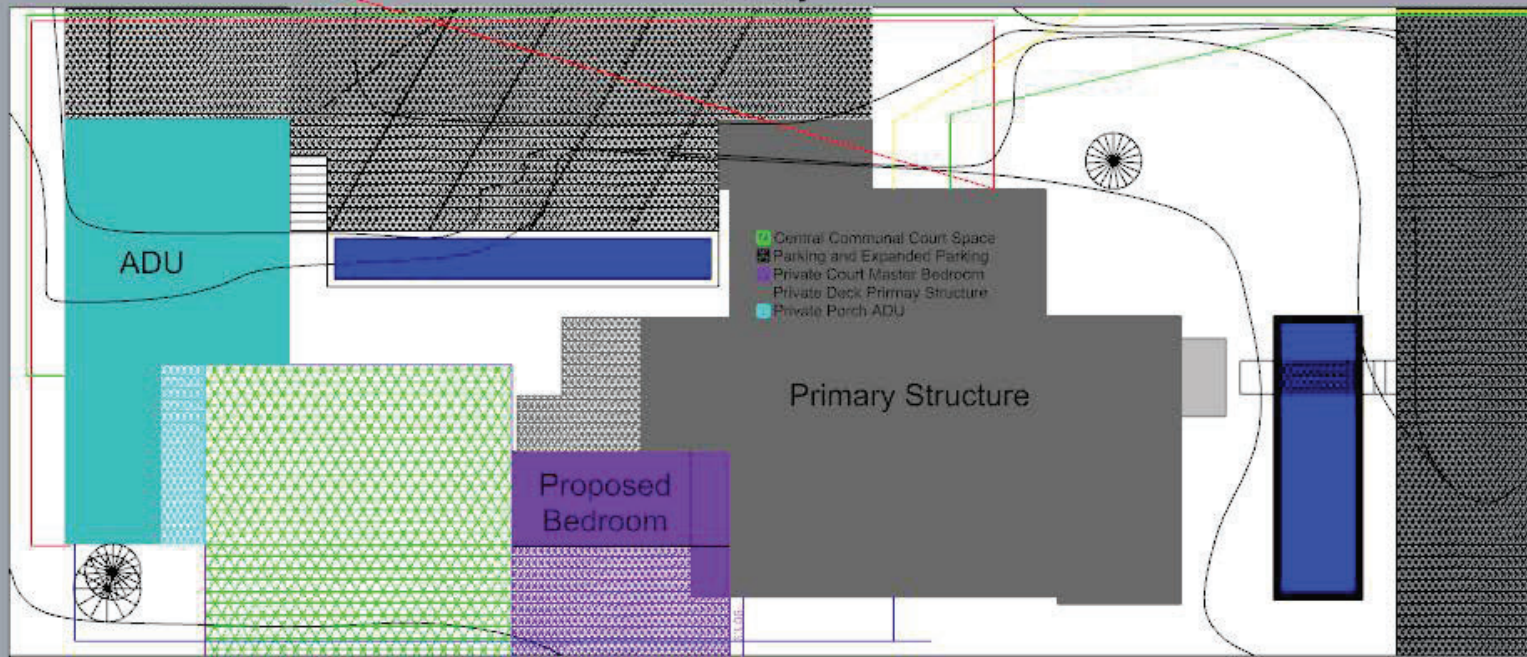 ADU
Central Communal Court Space
Parking and Expanded Parking
Private Court Master Bedroom
Private Deck Primay Structure
Private Porch ADU
Primary Structure
Proposed
Bedroom